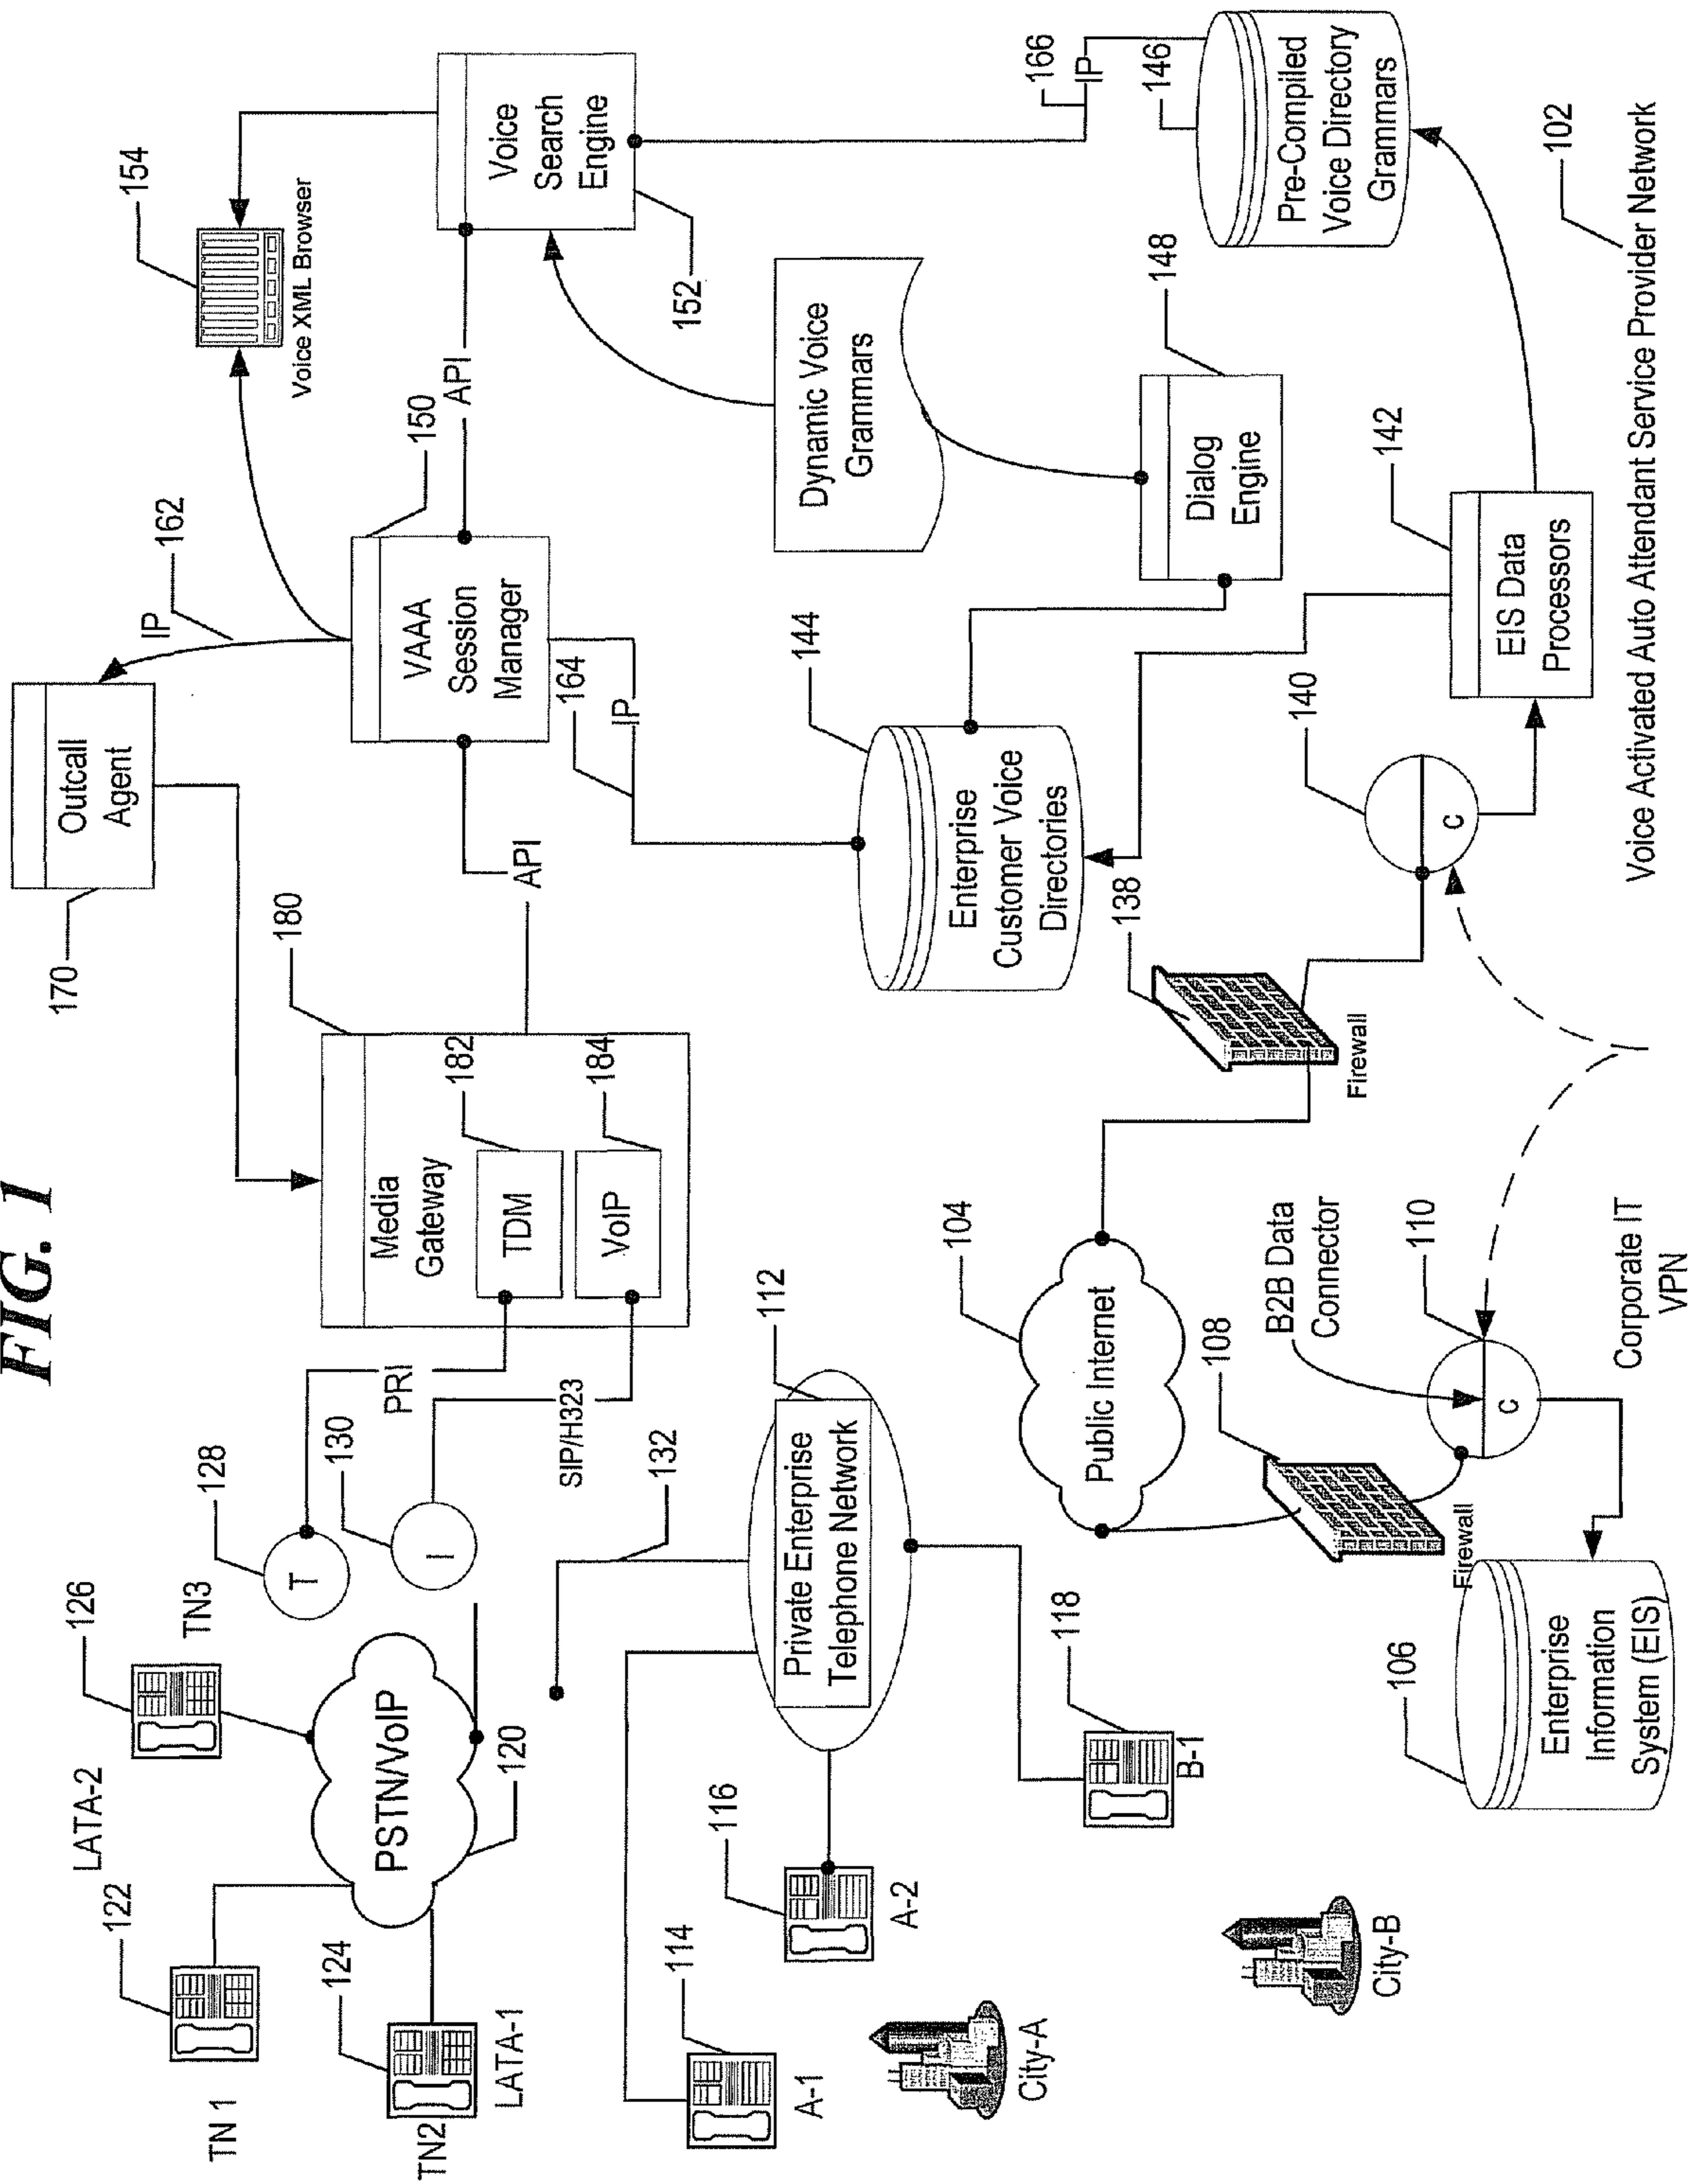 FIG. 1
Outcall
Agent
170
IP
162
154
Voice XML Browser
180
Media
Gateway
182
TDM
184
VoIP
API
VAAA
Session
Manager
150
API
Voice
Search
Engine
152
164
IP
166
IP
146
Pre-Compiled
Voice Directory
Grammars
Dynamic Voice
Grammars
148
Dialog
Engine
144
Enterprise
Customer Voice
Directories
142
EIS Data
Processors
140
C
138
Firewall
102
Voice Activated Auto Attendant Service Provider Network
LATA-2
126
TN3
128
T
PRI
130
I
SIP/H323
132
122
TN 1
124
TN2
LATA-1
PSTN/VoIP
120
112
Private Enterprise
Telephone Network
114
A-1
116
A-2
118
B-1
City-A
City-B
104
Public Internet
108
Firewall
B2B Data
Connector
110
C
Corporate IT
VPN
106
Enterprise
Information
System (EIS)